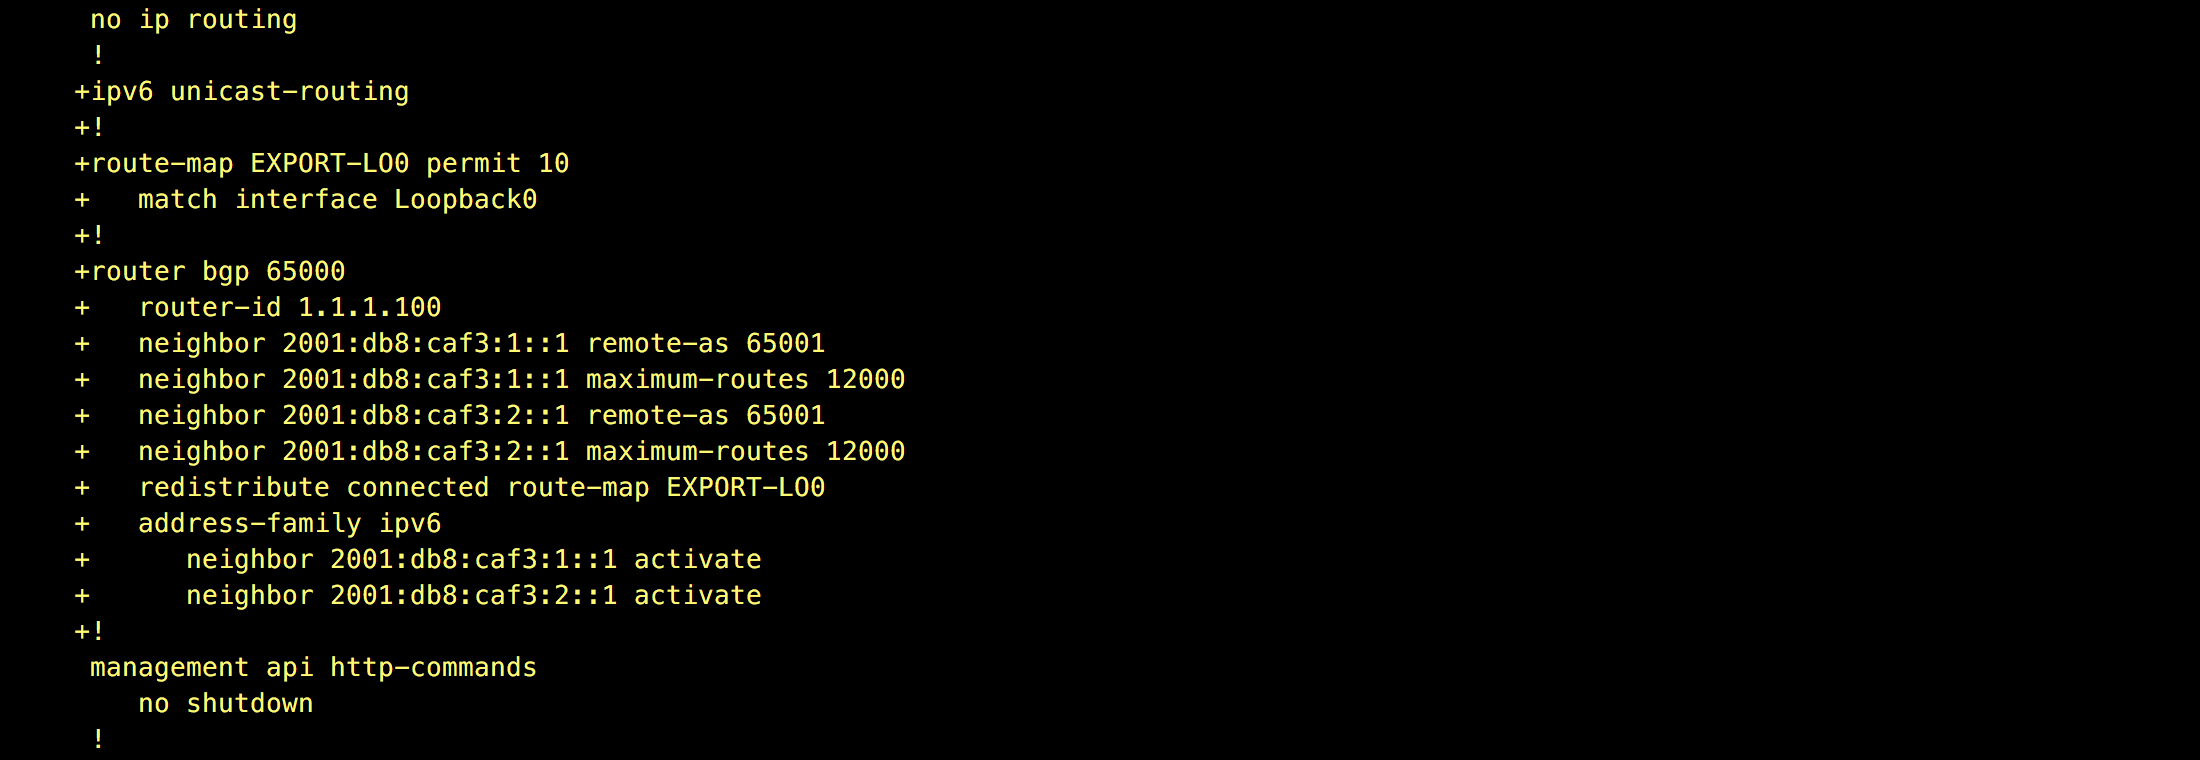 no ip routing
 !
+ipv6 unicast-routing
+!
+route-map EXPORT-LO0 permit 10
+   match interface Loopback0
+!
+router bgp 65000
+   router-id 1.1.1.100
+   neighbor 2001:db8:caf3:1::1 remote-as 65001
+   neighbor 2001:db8:caf3:1::1 maximum-routes 12000
+   neighbor 2001:db8:caf3:2::1 remote-as 65001
+   neighbor 2001:db8:caf3:2::1 maximum-routes 12000
+   redistribute connected route-map EXPORT-LO0
+   address-family ipv6
+      neighbor 2001:db8:caf3:1::1 activate
+      neighbor 2001:db8:caf3:2::1 activate
+!
 management api http-commands
    no shutdown
 !